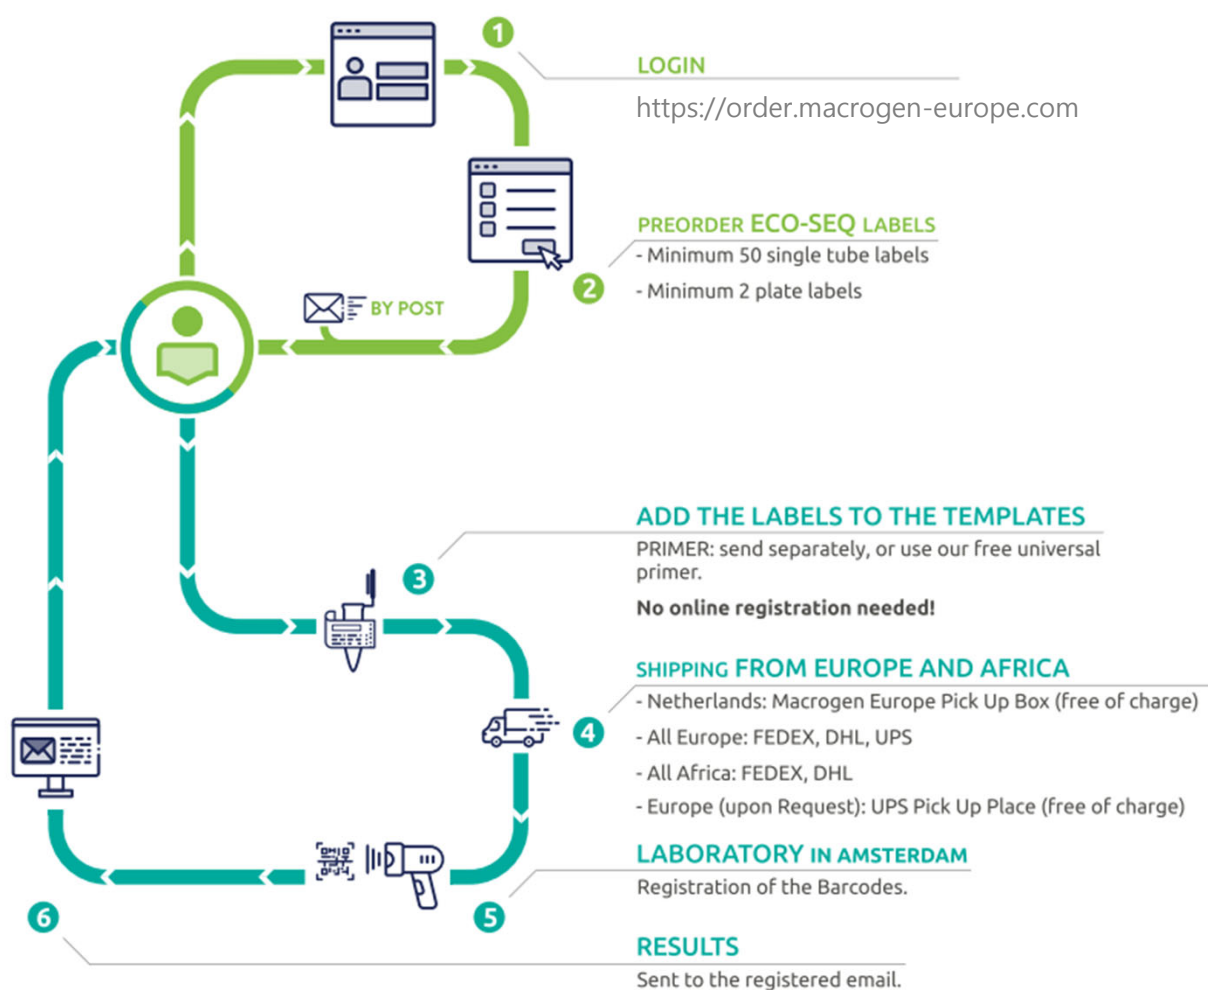 1
LOGIN
https://order.macrogen-europe.com
PREORDER ECO-SEQ LABELS
- Minimum 50 single tube labels
2
- Minimum 2 plate labels
BY POST
ADD THE LABELS TO THE TEMPLATES
PRIMER: send separately, or use our free universal
primer.
3
No online registration needed!
SHIPPING FROM EUROPE AND AFRICA
- Netherlands: Macrogen Europe Pick Up Box (free of charge)
4
- All Europe: FEDEX, DHL, UPS
- All Africa: FEDEX, DHL
- Europe (upon Request): UPS Pick Up Place (free of charge)
LABORATORY IN AMSTERDAM
Registration of the Barcodes.
5
6
RESULTS
Sent to the registered email.